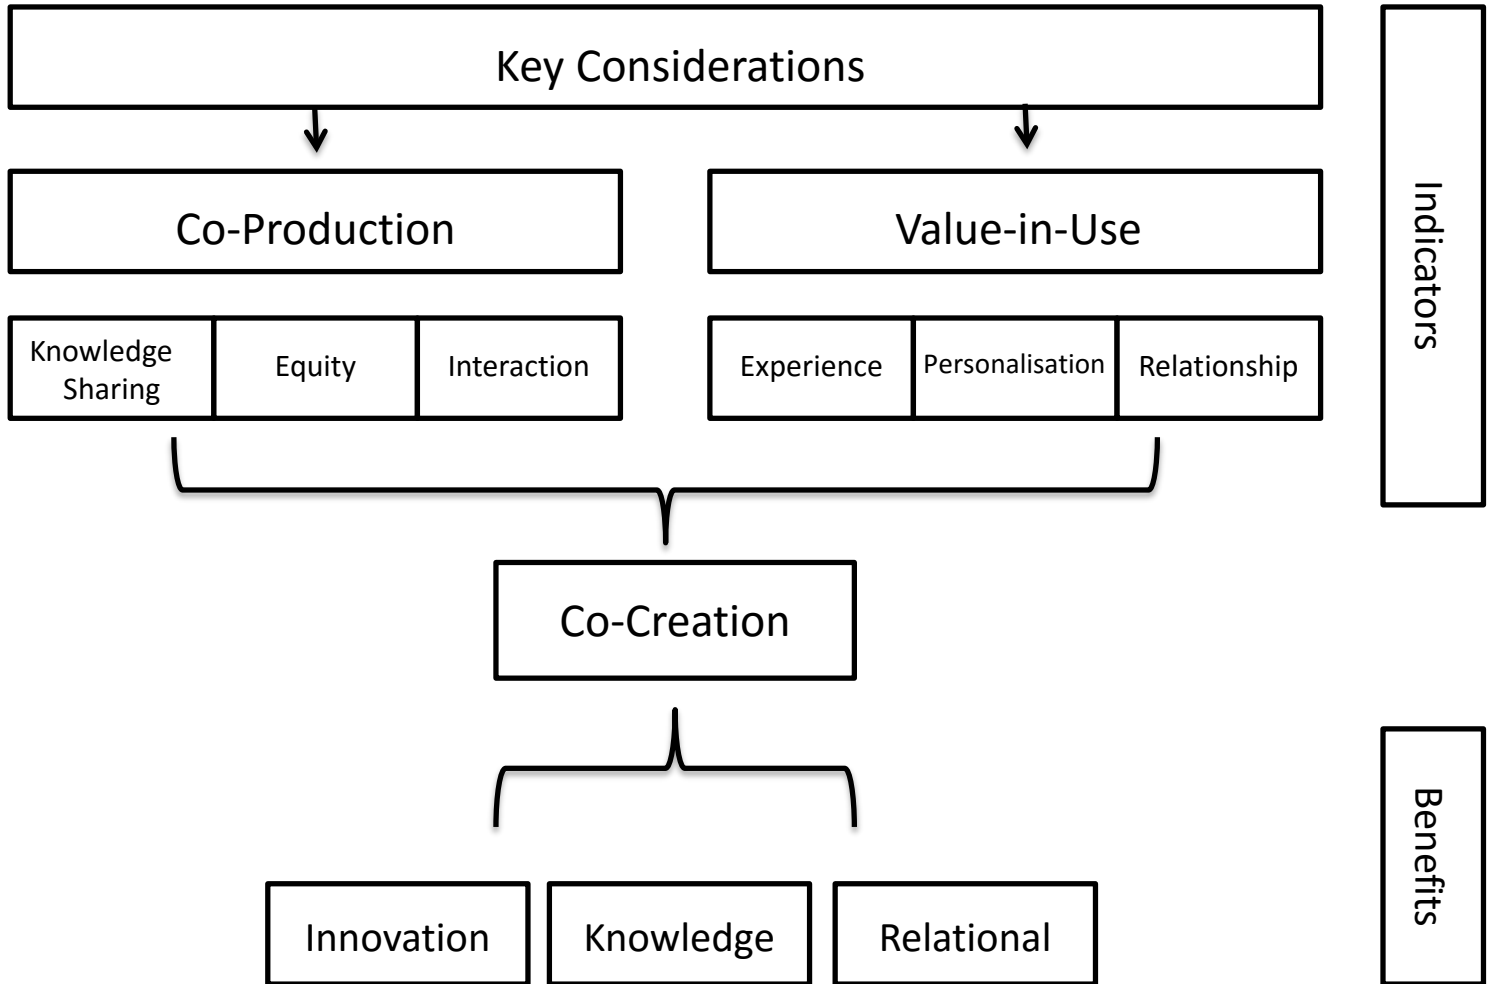 Key Considerations
Co-Production
Value-in-Use
Knowledge
Sharing
Equity
Interaction
Experience
Personalisation
Relationship
Indicators
Co-Creation
Innovation
Knowledge
Relational
Benefits